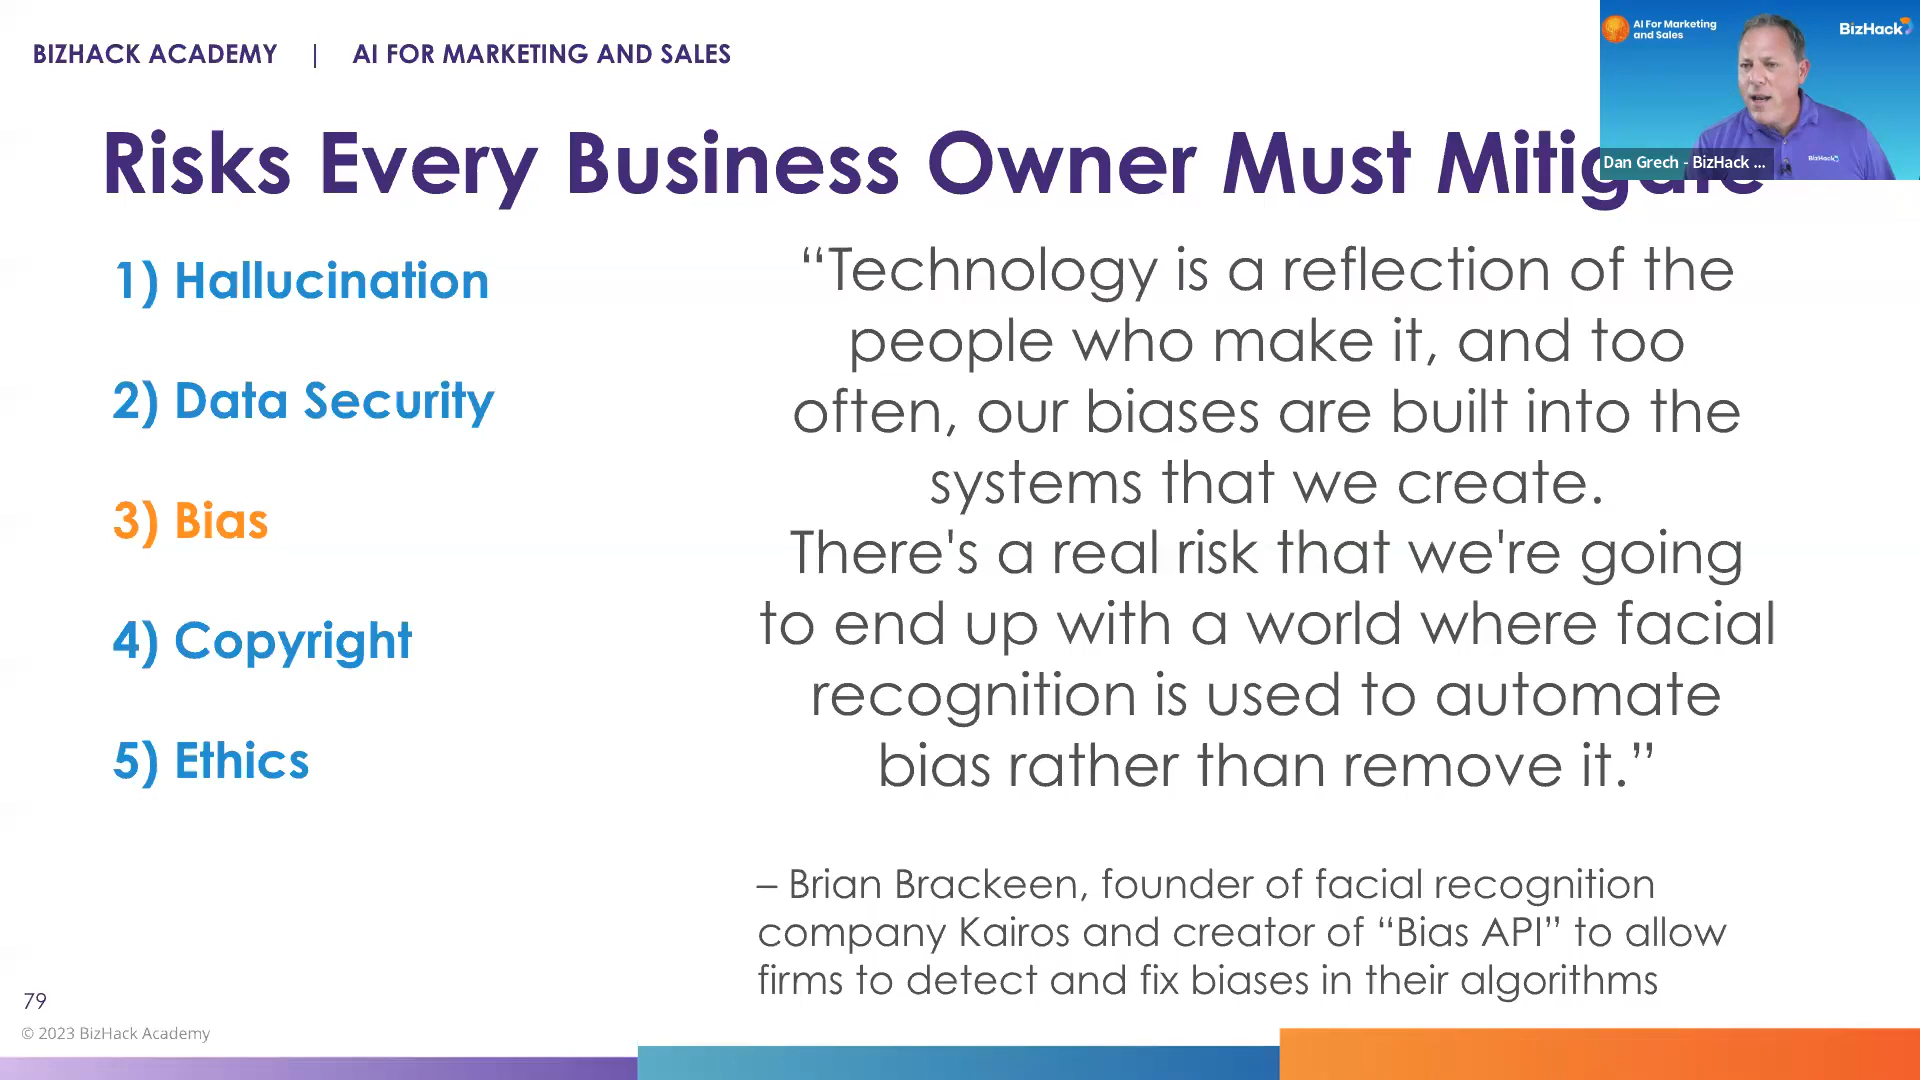 BIZHACK ACADEMY | AI FOR MARKETING AND SALES
AI For Marketing
and Sales
BizHack
BizHack
Dan Grech - BizHack ...
Risks Every Business Owner Must Mitigate
1) Hallucination
2) Data Security
3) Bias
4) Copyright
5) Ethics
“Technology is a reflection of the
people who make it, and too
often, our biases are built into the
systems that we create.
There's a real risk that we're going
to end up with a world where facial
recognition is used to automate
bias rather than remove it.”
– Brian Brackeen, founder of facial recognition
company Kairos and creator of “Bias API” to allow
firms to detect and fix biases in their algorithms
79
© 2023 BizHack Academy